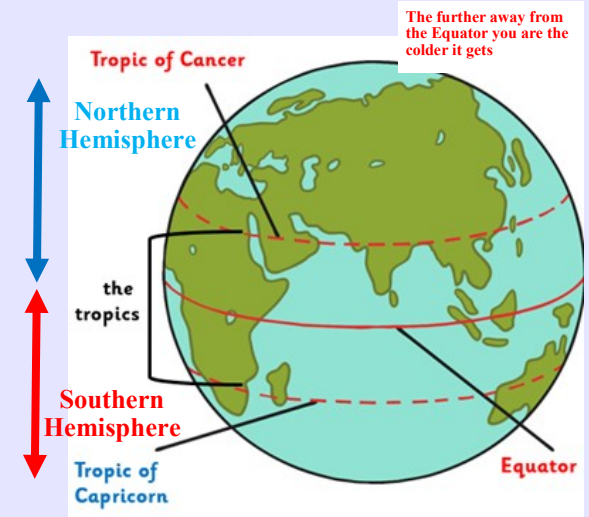 The further away from
the Equator you are the
colder it gets
Tropic of Cancer
Northern
Hemisphere
the
tropics
Southern
Hemisphere
Tropic of
Capricorn
Equator